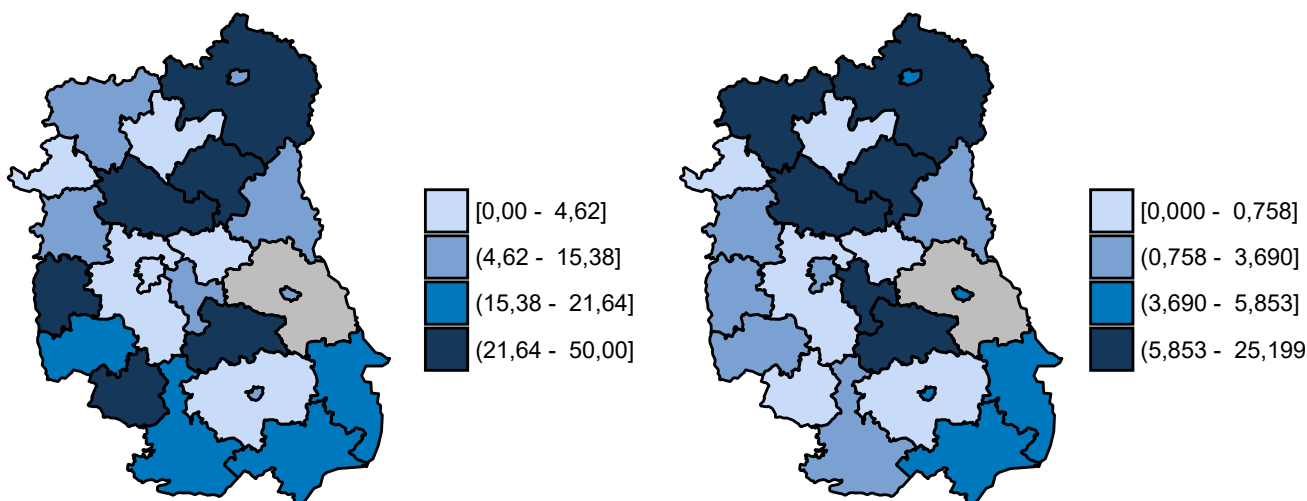 [0,00 - 4,62]
(4,62 - 15,38]
(15,38 - 21,64]
(21,64 - 50,00]
[0,000 - 0,758]
(0,758 - 3,690]
(3,690 - 5,853]
(5,853 - 25,199